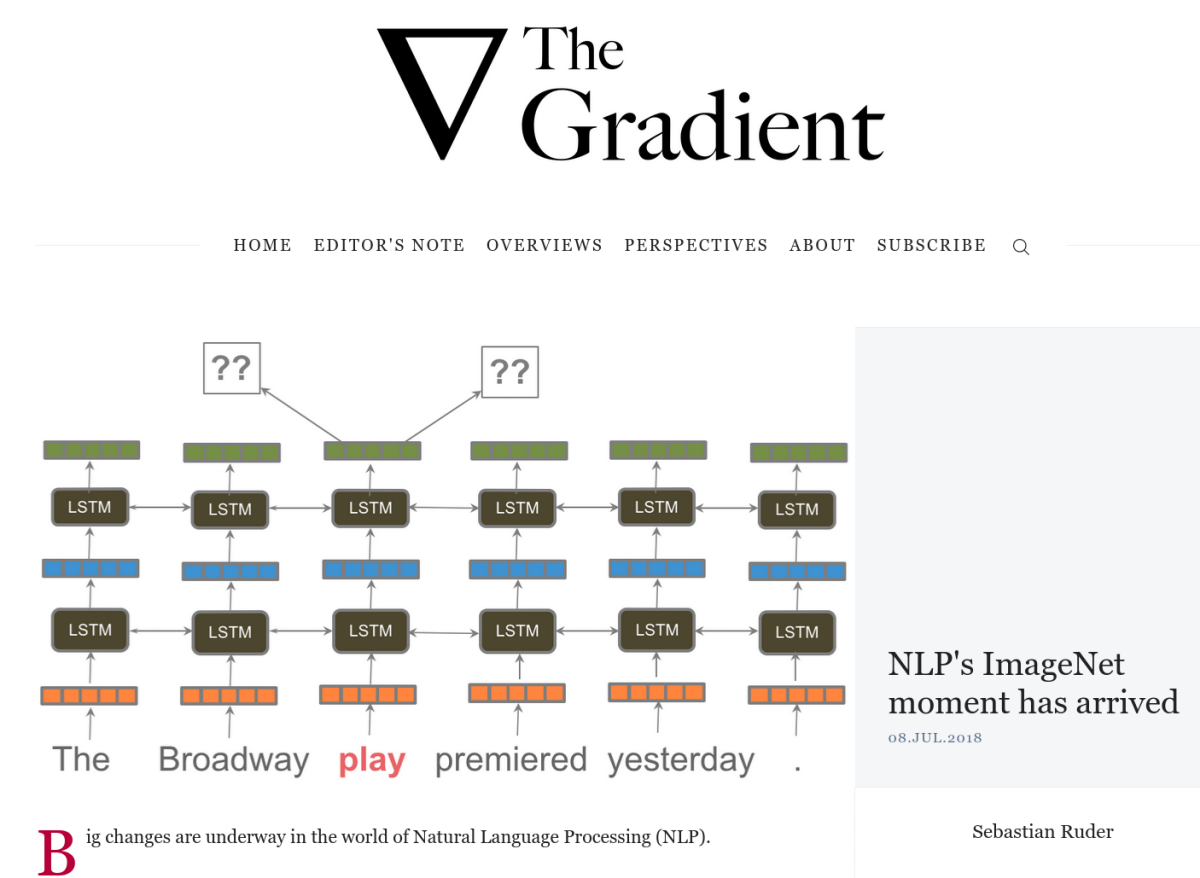 The
Gradient
HOME EDITOR'S NOTE OVERVIEWS PERSPECTIVES ABOUT SUBSCRIBE
?? ??
LSTM LSTM LSTM LSTM LSTM LSTM
LSTM LSTM LSTM LSTM LSTM LSTM
The Broadway play premiered yesterday .
NLP's ImageNet
moment has arrived
08.JUL.2018
Big changes are underway in the world of Natural Language Processing (NLP).
Sebastian Ruder